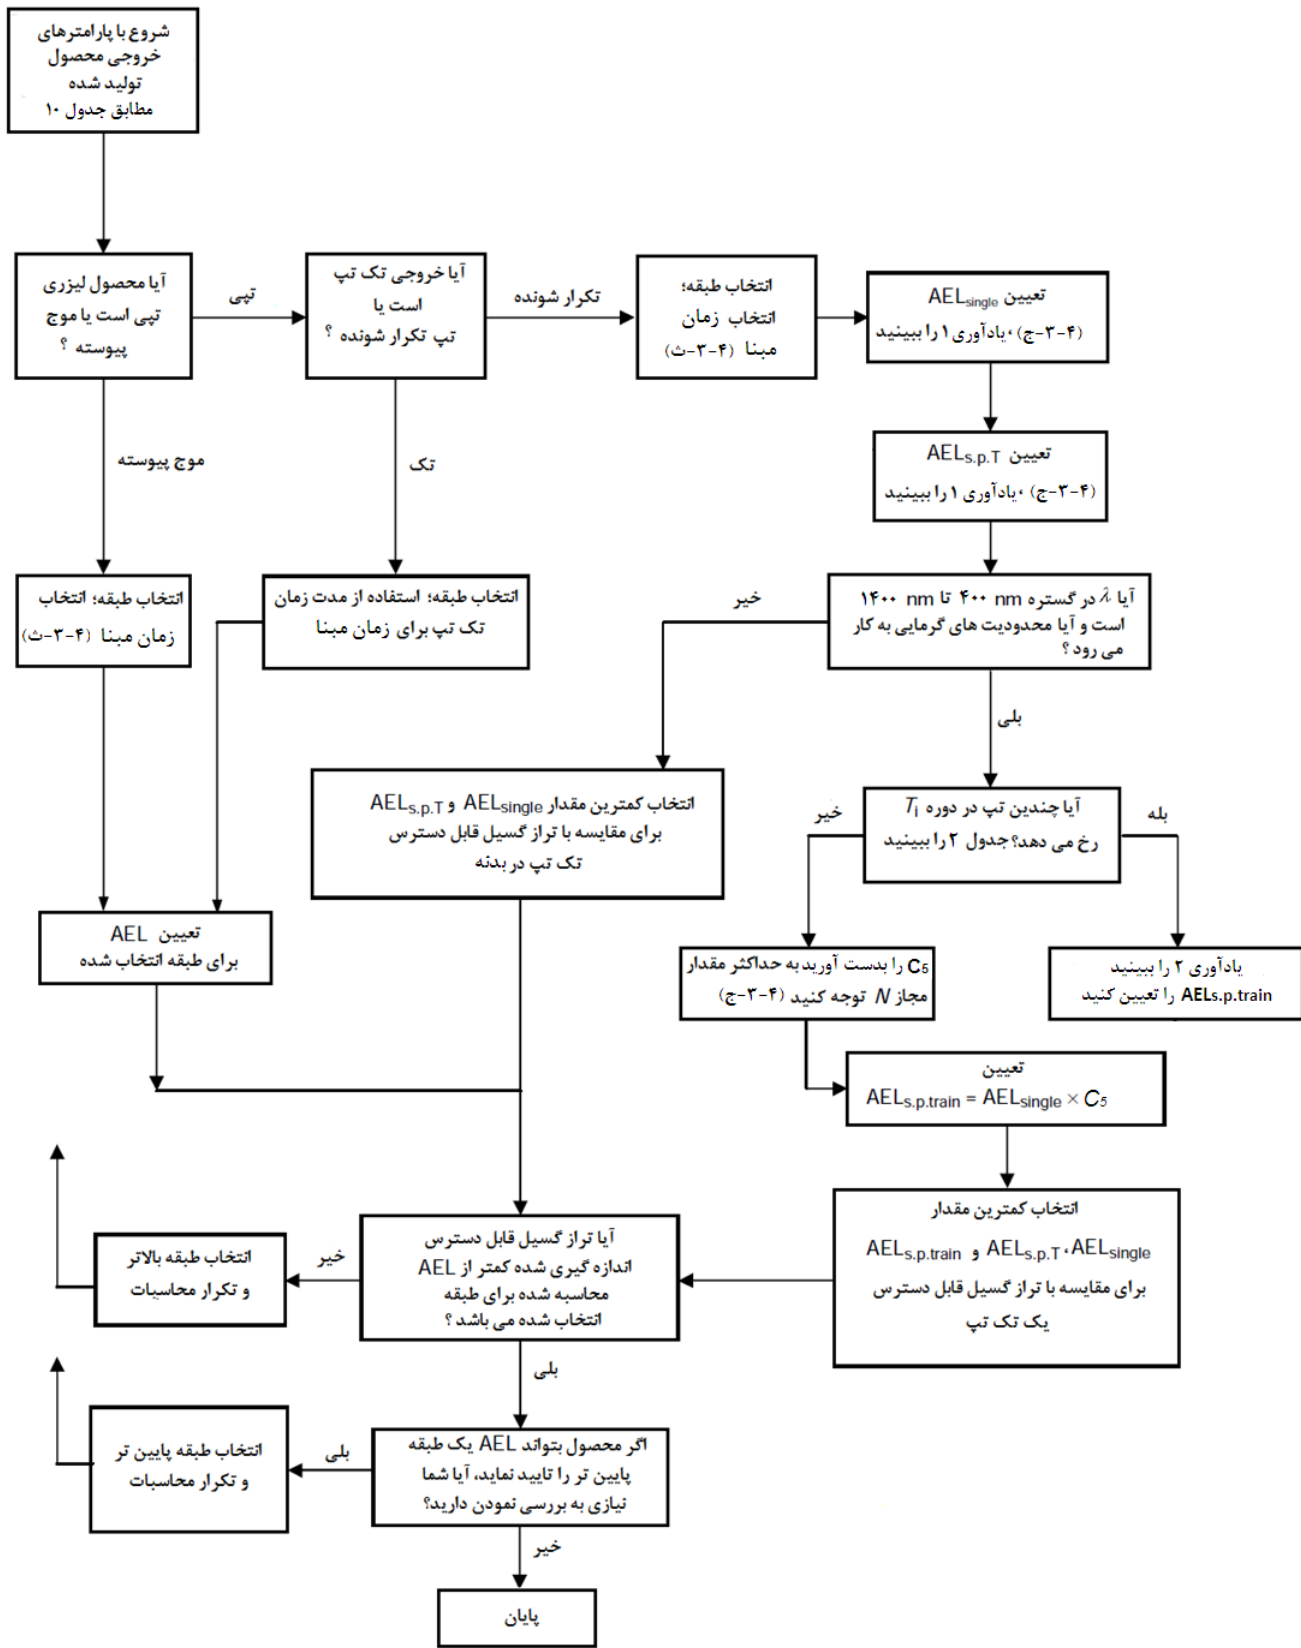 شروع با پارامترهای
خروجی محصول
تولید شده
مطابق جدول ۱۰
آیا محصول لیزری
تپی است یا موج
پیوسته ؟
تپی
آیا خروجی تک تپ
است یا
تپ تکرار شونده ؟
تکرار شونده
انتخاب طبقه؛
انتخاب زمان
مبنا (۴-۳-ث)
تعیین AELsingle
(۴-۳-ج)،یادآوری ۱ را ببینید
موج پیوسته
تک
تعیین AELs.p.T
(۴-۳-ج) ،یادآوری ۱ را ببینید
انتخاب طبقه؛ انتخاب
زمان مبنا (۴-۳-ث)
انتخاب طبقه؛ استفاده از مدت زمان
تک تپ برای زمان مبنا
خیر
آیا λ در گستره ۴۰۰ nm تا ۱۴۰۰ nm
است و آیا محدودیت های گرمایی به کار
می رود ؟
بلی
انتخاب کمترین مقدار AELsingle و AELs.p.T
برای مقایسه با تراز گسیل قابل دسترس
تک تپ در بدنه
خیر
آیا چندین تپ در دوره Ti
رخ می دهد؟ جدول ۲ را ببینید
بله
تعیین AEL
برای طبقه انتخاب شده
C5 را بدست آورید به حداکثر مقدار
مجاز N توجه کنید (۴-۳-ج)
یادآوری ۲ را ببینید
AELs.p.train را تعیین کنید
تعیین
AELs.p.train = AELsingle × C5
انتخاب کمترین مقدار
AELsingle ،AELs.p.T و AELs.p.train
برای مقایسه با تراز گسیل قابل دسترس
یک تک تپ
آیا تراز گسیل قابل دسترس
اندازه گیری شده کمتر از AEL
محاسبه شده برای طبقه
انتخاب شده می باشد ؟
خیر
انتخاب طبقه بالاتر
و تکرار محاسبات
بلی
اگر محصول بتواند AEL یک طبقه
پایین تر را تایید نماید، آیا شما
نیازی به بررسی نمودن دارید؟
بلی
انتخاب طبقه پایین تر
و تکرار محاسبات
خیر
پایان